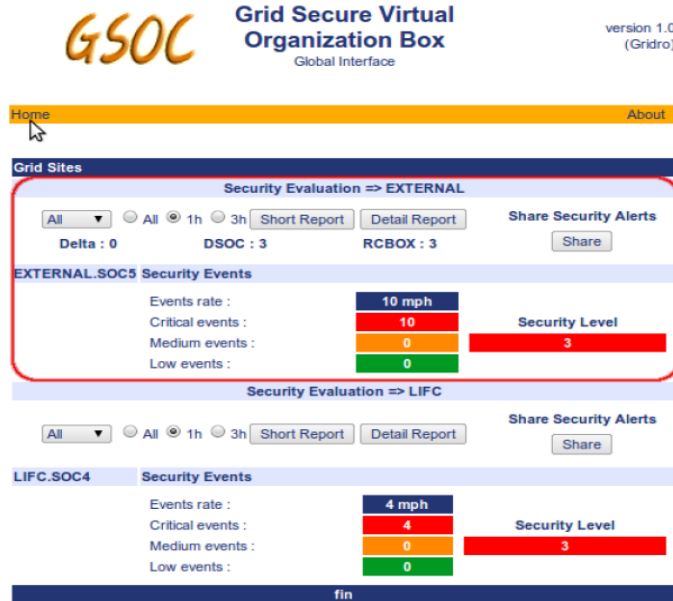 GSOC
Grid Secure Virtual
Organization Box
Global Interface
version 1.0
(Gridro)
Home About
Grid Sites
Security Evaluation => EXTERNAL
All All 1h 3h Short Report Detail Report Share Security Alerts
Share
Delta : 0 DSOC : 3 RCBOX : 3
EXTERNAL.SOC5 Security Events
Events rate : 10 mph
Critical events : 10 Security Level
Medium events : 0 3
Low events : 0
Security Evaluation => LIFC
All All 1h 3h Short Report Detail Report Share Security Alerts
Share
LIFC.SOC4 Security Events
Events rate : 4 mph
Critical events : 4 Security Level
Medium events : 0 3
Low events : 0
fin